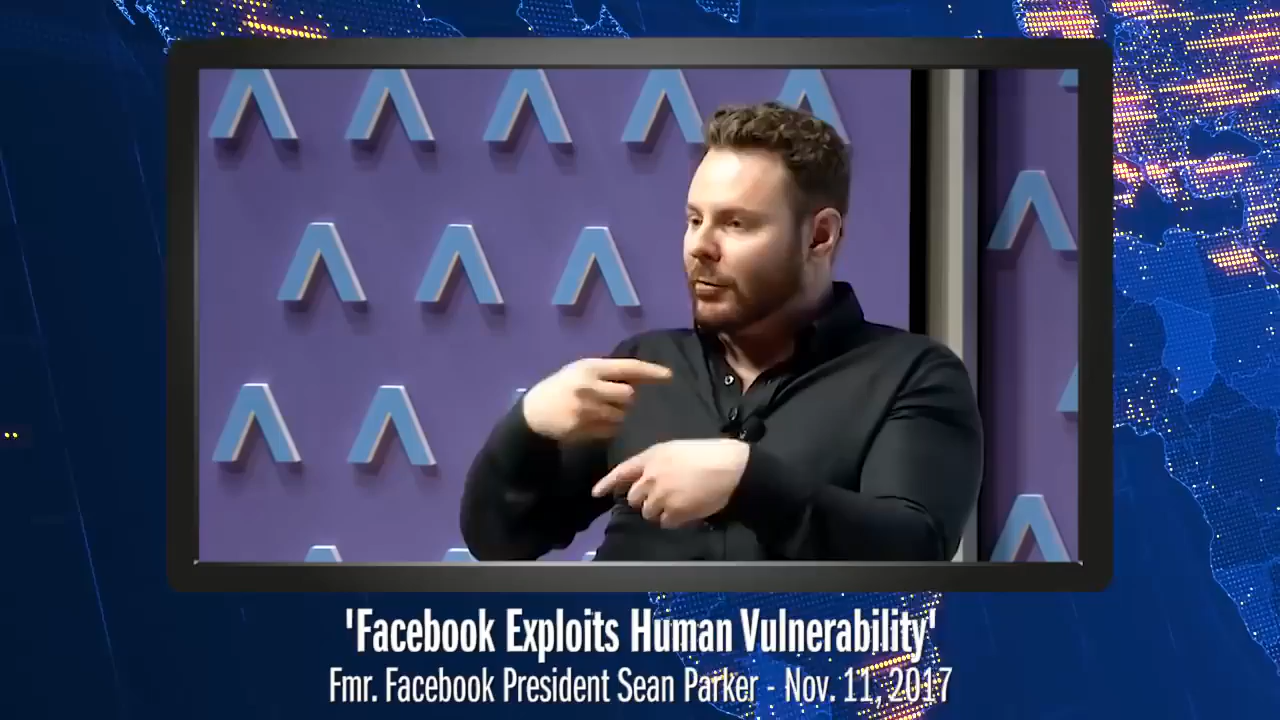 'Facebook Exploits Human Vulnerability'
Fmr. Facebook President Sean Parker - Nov. 11, 2017